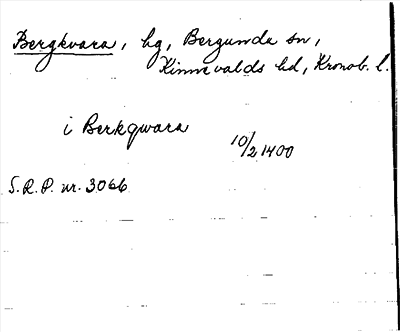 Bergkvara, hg, Bergunda sn,
Kinnevalds hd, Kronob. l.
i Berkqwara
10/2 1400
S.R.P. nr. 3066